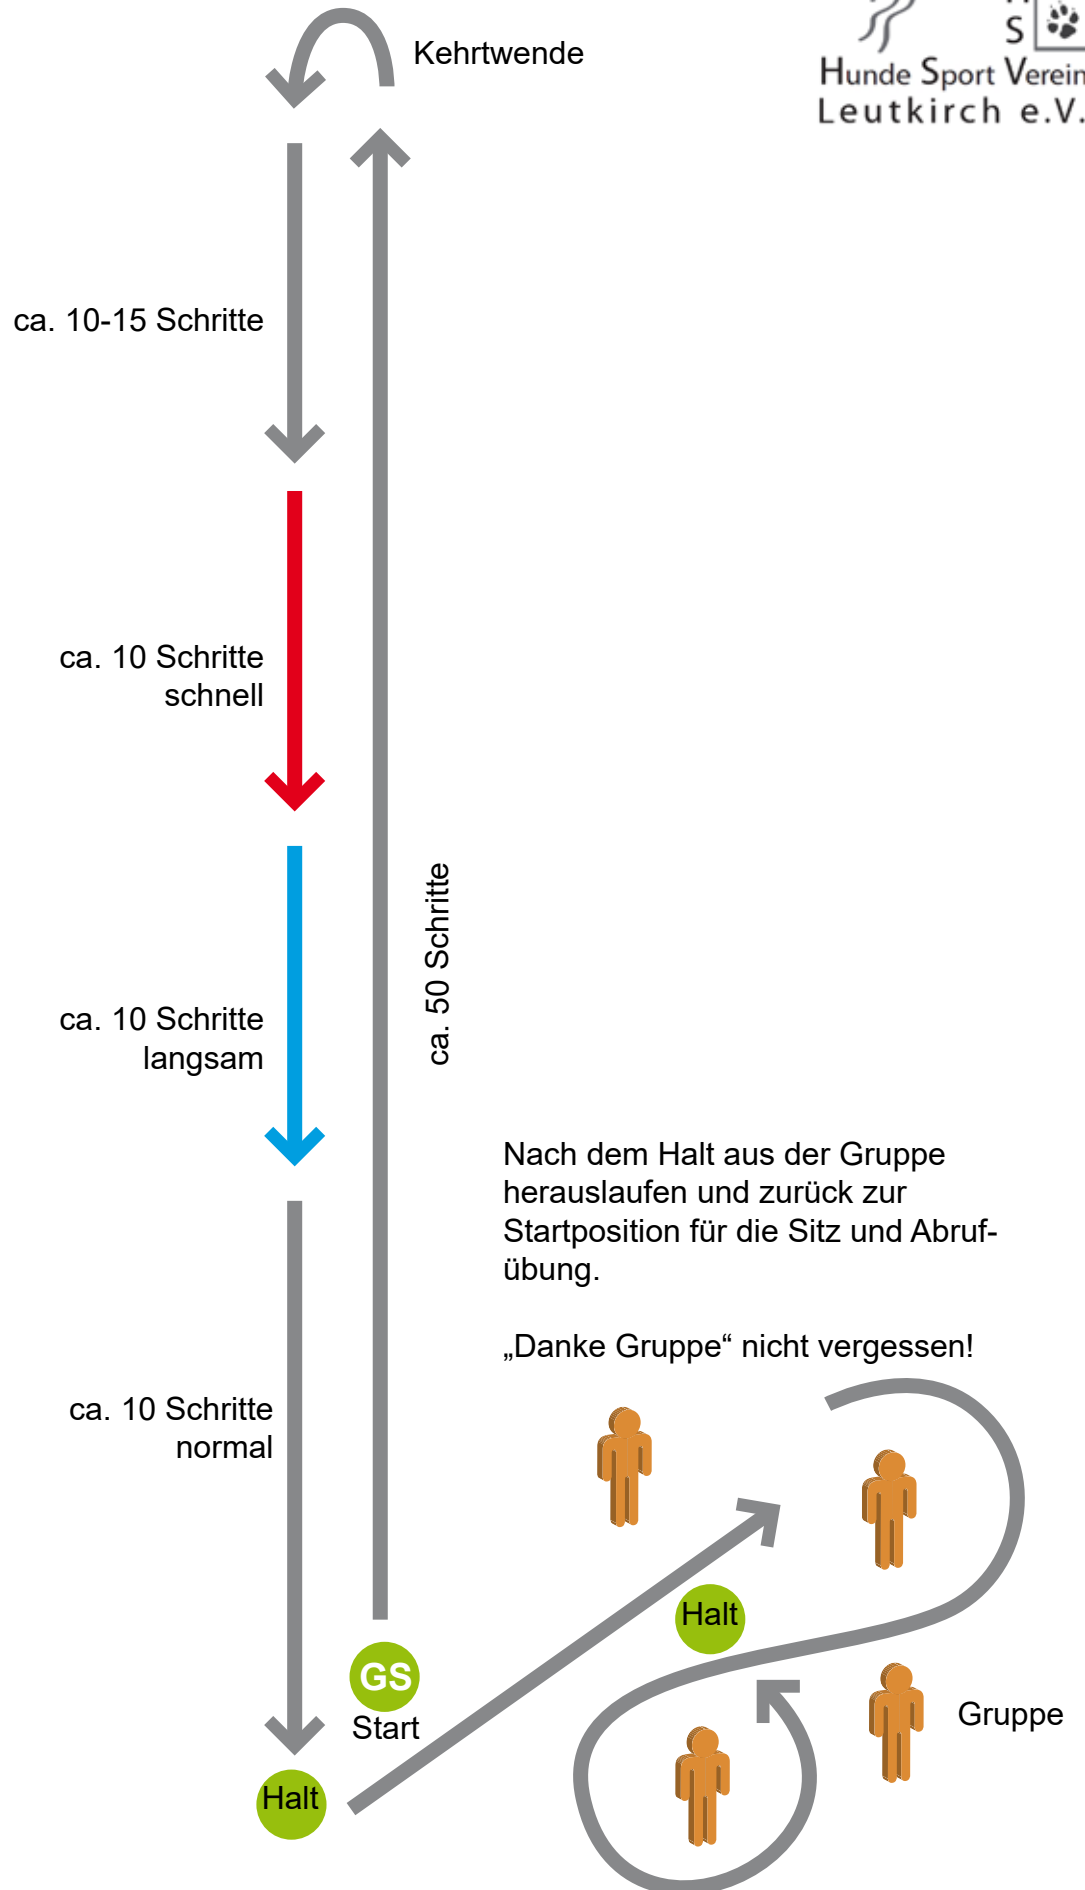 Kehrtwende
S
Hunde Sport Verein
Leutkirch e.V.
ca. 10-15 Schritte
ca. 10 Schritte
schnell
ca. 50 Schritte
ca. 10 Schritte
langsam
Nach dem Halt aus der Gruppe
herauslaufen und zurück zur
Startposition für die Sitz und Abruf-
übung.
„Danke Gruppe“ nicht vergessen!
ca. 10 Schritte
normal
Halt
GS
Start
Gruppe
Halt